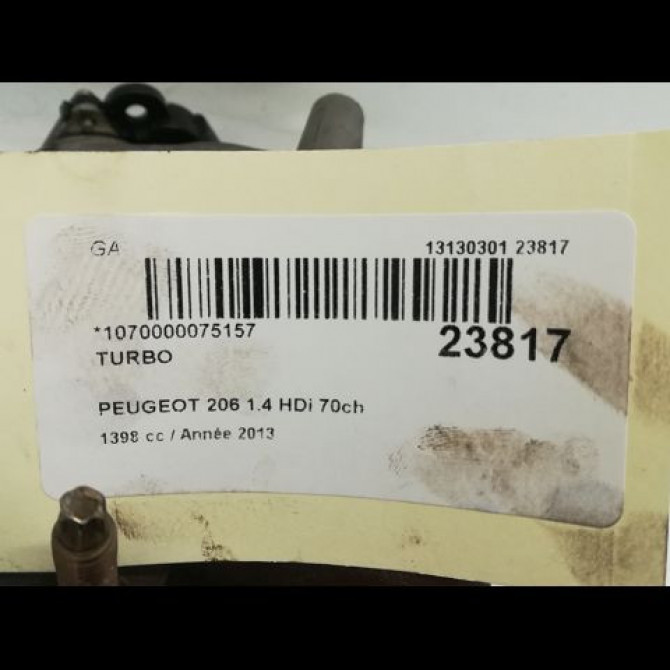 GA 13130301 23817
*1070000075157 23817
TURBO
PEUGEOT 206 1.4 HDi 70ch
1398 cc / Année 2013